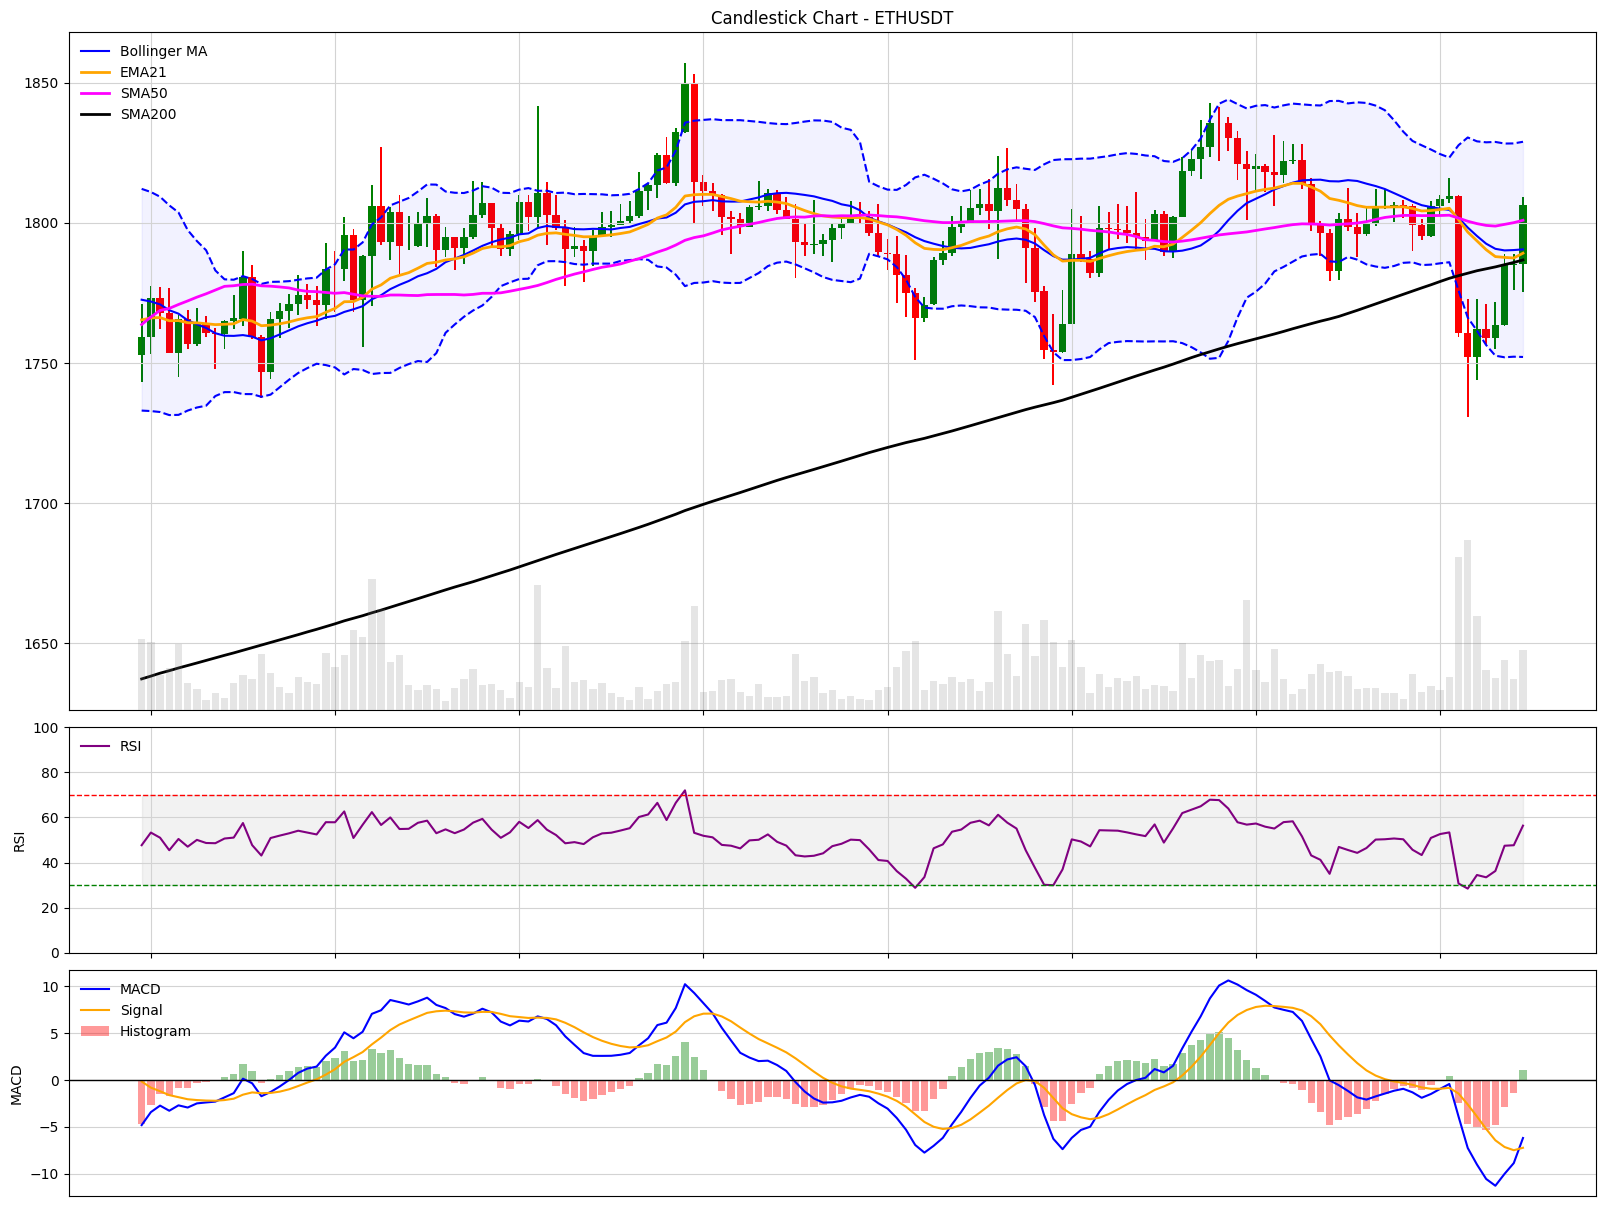 Candlestick Chart - ETHUSDT
Bollinger MA
EMA21
SMA50
SMA200
1850
1800
1750
1700
1650
RSI
100
80
60
40
20
0
RSI
MACD
Signal
Histogram
10
5
0
−5
−10
MACD